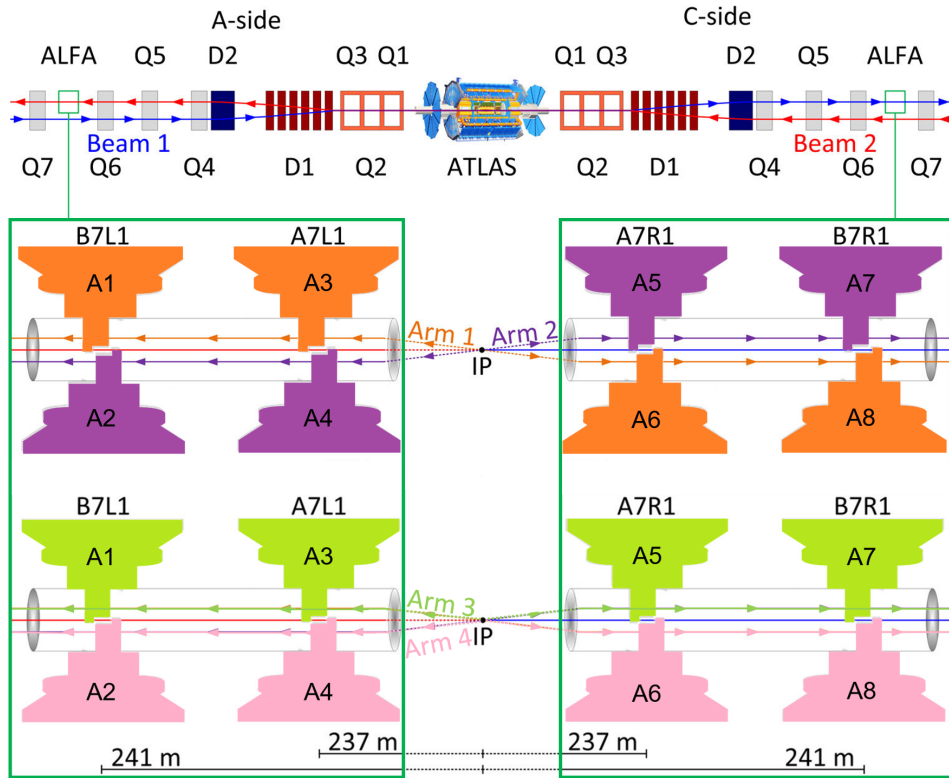 A-side C-side
ALFA Q5 D2 Q3 Q1 Q1 Q3 D2 Q5 ALFA
Beam 1 Beam 2
Q7 Q6 Q4 D1 Q2 ATLAS Q2 D1 Q4 Q6 Q7
B7L1 A7L1 A7R1 B7R1
A1 A3 A5 A7
Arm 1 Arm 2
IP
A2 A4 A6 A8
B7L1 A7L1 A7R1 B7R1
A1 A3 A5 A7
Arm 3
Arm 4 IP
A2 A4 A6 A8
237 m 237 m
241 m 241 m